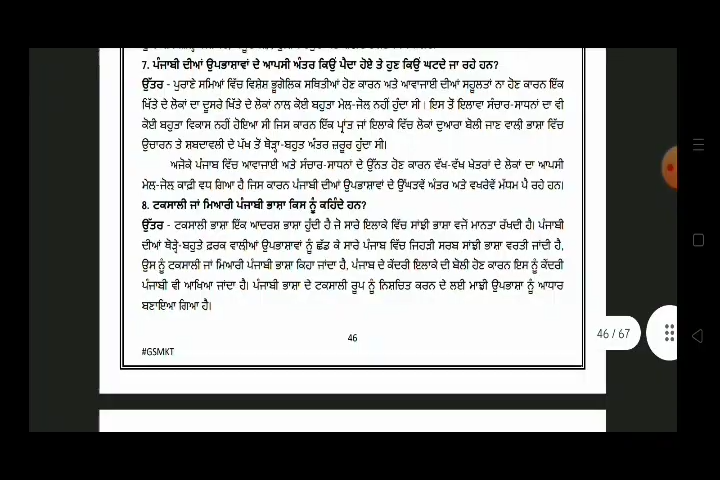 7. ਪੰਜਾਬੀ ਦੀਆਂ ਉਪਭਾਸ਼ਾਵਾਂ ਦੇ ਆਪਸੀ ਅੰਤਰ ਕਿਉਂ ਪੈਦਾ ਹੋਏ ਤੇ ਹੁਣ ਕਿਉਂ ਘਟਦੇ ਜਾ ਰਹੇ ਹਨ?
ਉੱਤਰ - ਪੁਰਾਣੇ ਸਮਿਆਂ ਵਿੱਚ ਵਿਸ਼ੇਸ਼ ਭੂਗੋਲਿਕ ਸਥਿਤੀਆਂ ਹੋਣ ਕਾਰਨ ਅਤੇ ਆਵਾਜਾਈ ਦੀਆਂ ਸਹੂਲਤਾਂ ਨਾ ਹੋਣ ਕਾਰਨ ਇੱਕ
ਖਿੱਤੇ ਦੇ ਲੋਕਾਂ ਦਾ ਦੂਸਰੇ ਖਿੱਤੇ ਦੇ ਲੋਕਾਂ ਨਾਲ ਕੋਈ ਬਹੁਤਾ ਮੇਲ-ਜੋਲ ਨਹੀਂ ਹੁੰਦਾ ਸੀ। ਇਸ ਤੋਂ ਇਲਾਵਾ ਸੰਚਾਰ-ਸਾਧਨਾਂ ਦਾ ਵੀ
ਕੋਈ ਬਹੁਤਾ ਵਿਕਾਸ ਨਹੀਂ ਹੋਇਆ ਸੀ ਜਿਸ ਕਾਰਨ ਇੱਕ ਪ੍ਰਾਂਤ ਜਾਂ ਇਲਾਕੇ ਵਿੱਚ ਲੋਕਾਂ ਦੁਆਰਾ ਬੋਲੀ ਜਾਣ ਵਾਲੀ ਭਾਸ਼ਾ ਵਿੱਚ
ਉਚਾਰਨ ਤੇ ਸ਼ਬਦਾਵਲੀ ਦੇ ਪੱਖ ਤੋਂ ਥੋੜ੍ਹਾ-ਬਹੁਤ ਅੰਤਰ ਜ਼ਰੂਰ ਹੁੰਦਾ ਸੀ।
ਅਜੋਕੇ ਪੰਜਾਬ ਵਿੱਚ ਆਵਾਜਾਈ ਅਤੇ ਸੰਚਾਰ-ਸਾਧਨਾਂ ਦੇ ਉੱਨਤ ਹੋਣ ਕਾਰਨ ਵੱਖ-ਵੱਖ ਖੇਤਰਾਂ ਦੇ ਲੋਕਾਂ ਦਾ ਆਪਸੀ
ਮੇਲ-ਜੋਲ ਕਾਫ਼ੀ ਵਧ ਗਿਆ ਹੈ ਜਿਸ ਕਾਰਨ ਪੰਜਾਬੀ ਦੀਆਂ ਉਪਭਾਸ਼ਾਵਾਂ ਦੇ ਉੱਘੜਵੇਂ ਅੰਤਰ ਅਤੇ ਵਖਰੇਵੇਂ ਮੱਧਮ ਪੈ ਰਹੇ ਹਨ।
8. ਟਕਸਾਲੀ ਜਾਂ ਮਿਆਰੀ ਪੰਜਾਬੀ ਭਾਸ਼ਾ ਕਿਸ ਨੂੰ ਕਹਿੰਦੇ ਹਨ?
ਉੱਤਰ - ਟਕਸਾਲੀ ਭਾਸ਼ਾ ਇੱਕ ਆਦਰਸ਼ ਭਾਸ਼ਾ ਹੁੰਦੀ ਹੈ ਜੋ ਸਾਰੇ ਇਲਾਕੇ ਵਿੱਚ ਸਾਂਝੀ ਭਾਸ਼ਾ ਵਜੋਂ ਮਾਨਤਾ ਰੱਖਦੀ ਹੈ। ਪੰਜਾਬੀ
ਦੀਆਂ ਥੋੜ੍ਹੇ-ਬਹੁਤੇ ਫ਼ਰਕ ਵਾਲੀਆਂ ਉਪਭਾਸ਼ਾਵਾਂ ਨੂੰ ਛੱਡ ਕੇ ਸਾਰੇ ਪੰਜਾਬ ਵਿੱਚ ਜਿਹੜੀ ਸਰਬ ਸਾਂਝੀ ਭਾਸ਼ਾ ਵਰਤੀ ਜਾਂਦੀ ਹੈ,
ਉਸ ਨੂੰ ਟਕਸਾਲੀ ਜਾਂ ਮਿਆਰੀ ਪੰਜਾਬੀ ਭਾਸ਼ਾ ਕਿਹਾ ਜਾਂਦਾ ਹੈ, ਪੰਜਾਬ ਦੇ ਕੇਂਦਰੀ ਇਲਾਕੇ ਦੀ ਬੋਲੀ ਹੋਣ ਕਾਰਨ ਇਸ ਨੂੰ ਕੇਂਦਰੀ
ਪੰਜਾਬੀ ਵੀ ਆਖਿਆ ਜਾਂਦਾ ਹੈ। ਪੰਜਾਬੀ ਭਾਸ਼ਾ ਦੇ ਟਕਸਾਲੀ ਰੂਪ ਨੂੰ ਨਿਸ਼ਚਿਤ ਕਰਨ ਦੇ ਲਈ ਮਾਝੀ ਉਪਭਾਸ਼ਾ ਨੂੰ ਆਧਾਰ
ਬਣਾਇਆ ਗਿਆ ਹੈ।
46
#GSMKT
46 / 67